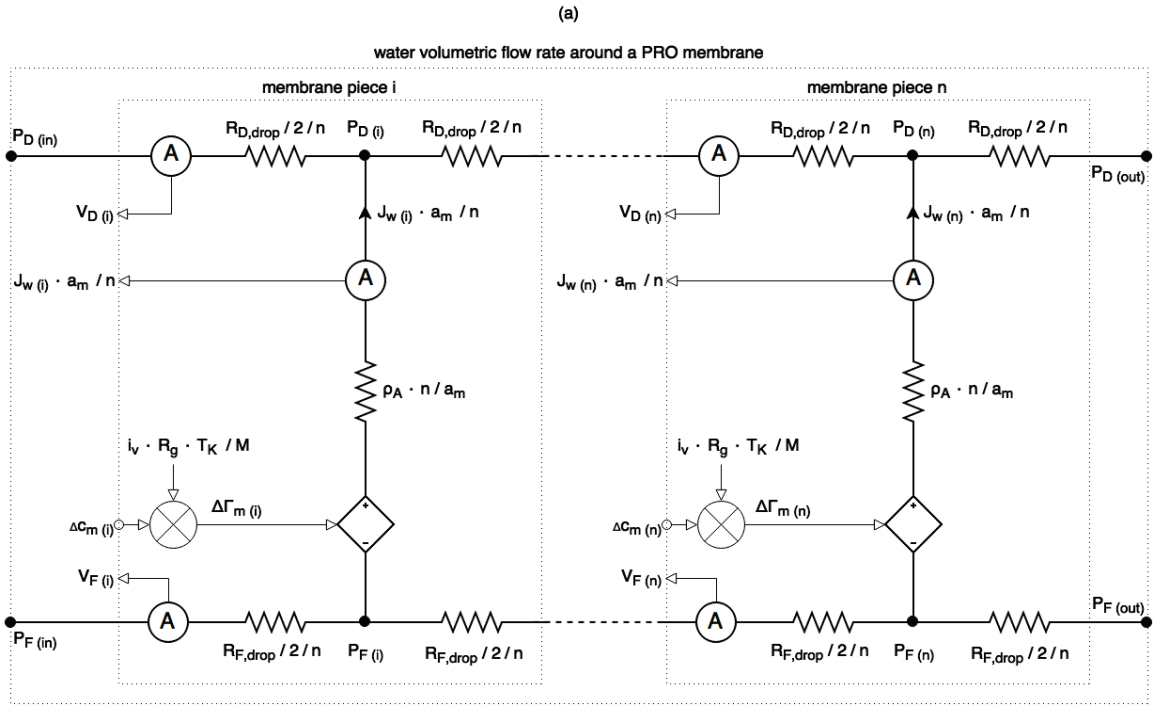 (a)
water volumetric flow rate around a PRO membrane
membrane piece i
membrane piece n
P_D (in)
A
R_D,drop / 2 / n
P_D (i)
R_D,drop / 2 / n
A
R_D,drop / 2 / n
P_D (n)
R_D,drop / 2 / n
P_D (out)
V_D (i)
J_w (i) · a_m / n
V_D (n)
J_w (n) · a_m / n
J_w (i) · a_m / n
A
J_w (n) · a_m / n
A
ρ_A · n / a_m
ρ_A · n / a_m
i_v · R_g · T_K / M
i_v · R_g · T_K / M
Δc_m (i)
ΔΓ_m (i)
+
-
Δc_m (n)
ΔΓ_m (n)
+
-
V_F (i)
V_F (n)
P_F (in)
A
R_F,drop / 2 / n
P_F (i)
R_F,drop / 2 / n
A
R_F,drop / 2 / n
P_F (n)
R_F,drop / 2 / n
P_F (out)